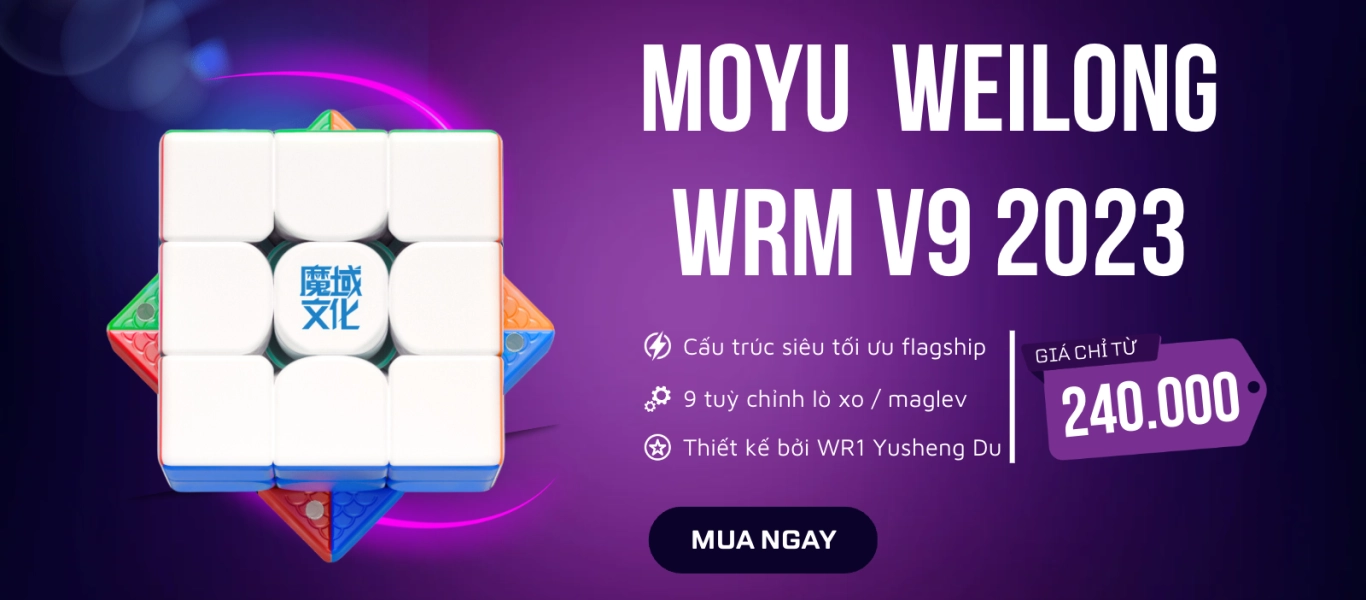 魔域
文化
MOYU WEILONG
WRM V9 2023
Cấu trúc siêu tối ưu flagship
9 tuỳ chỉnh lò xo / maglev
Thiết kế bởi WR1 Yusheng Du
GIÁ CHỈ TỪ
240.000
MUA NGAY